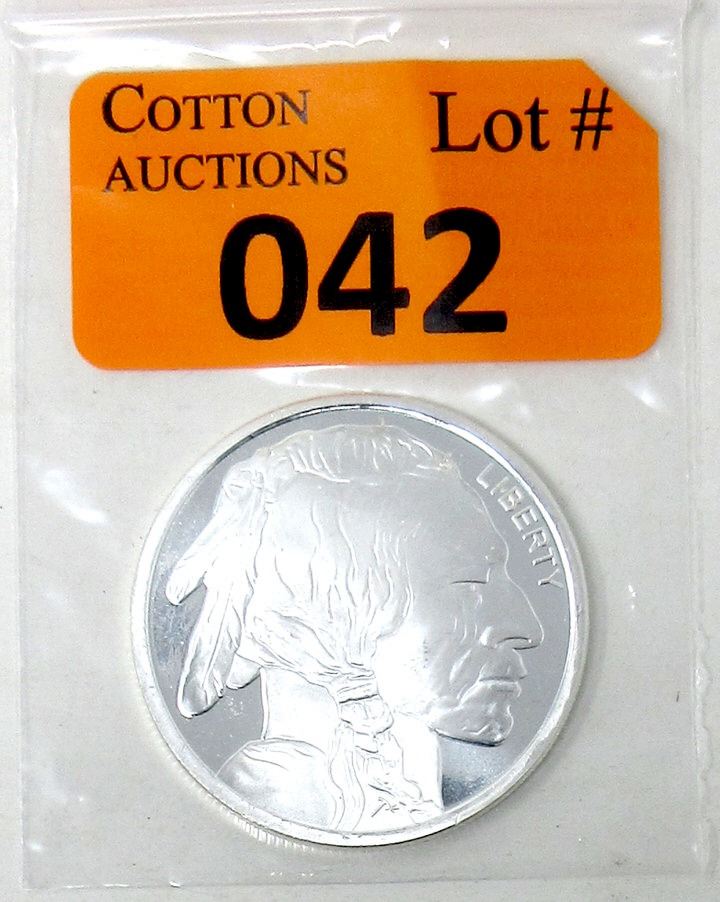 COTTON
AUCTIONS
Lot #
042
LIBERTY